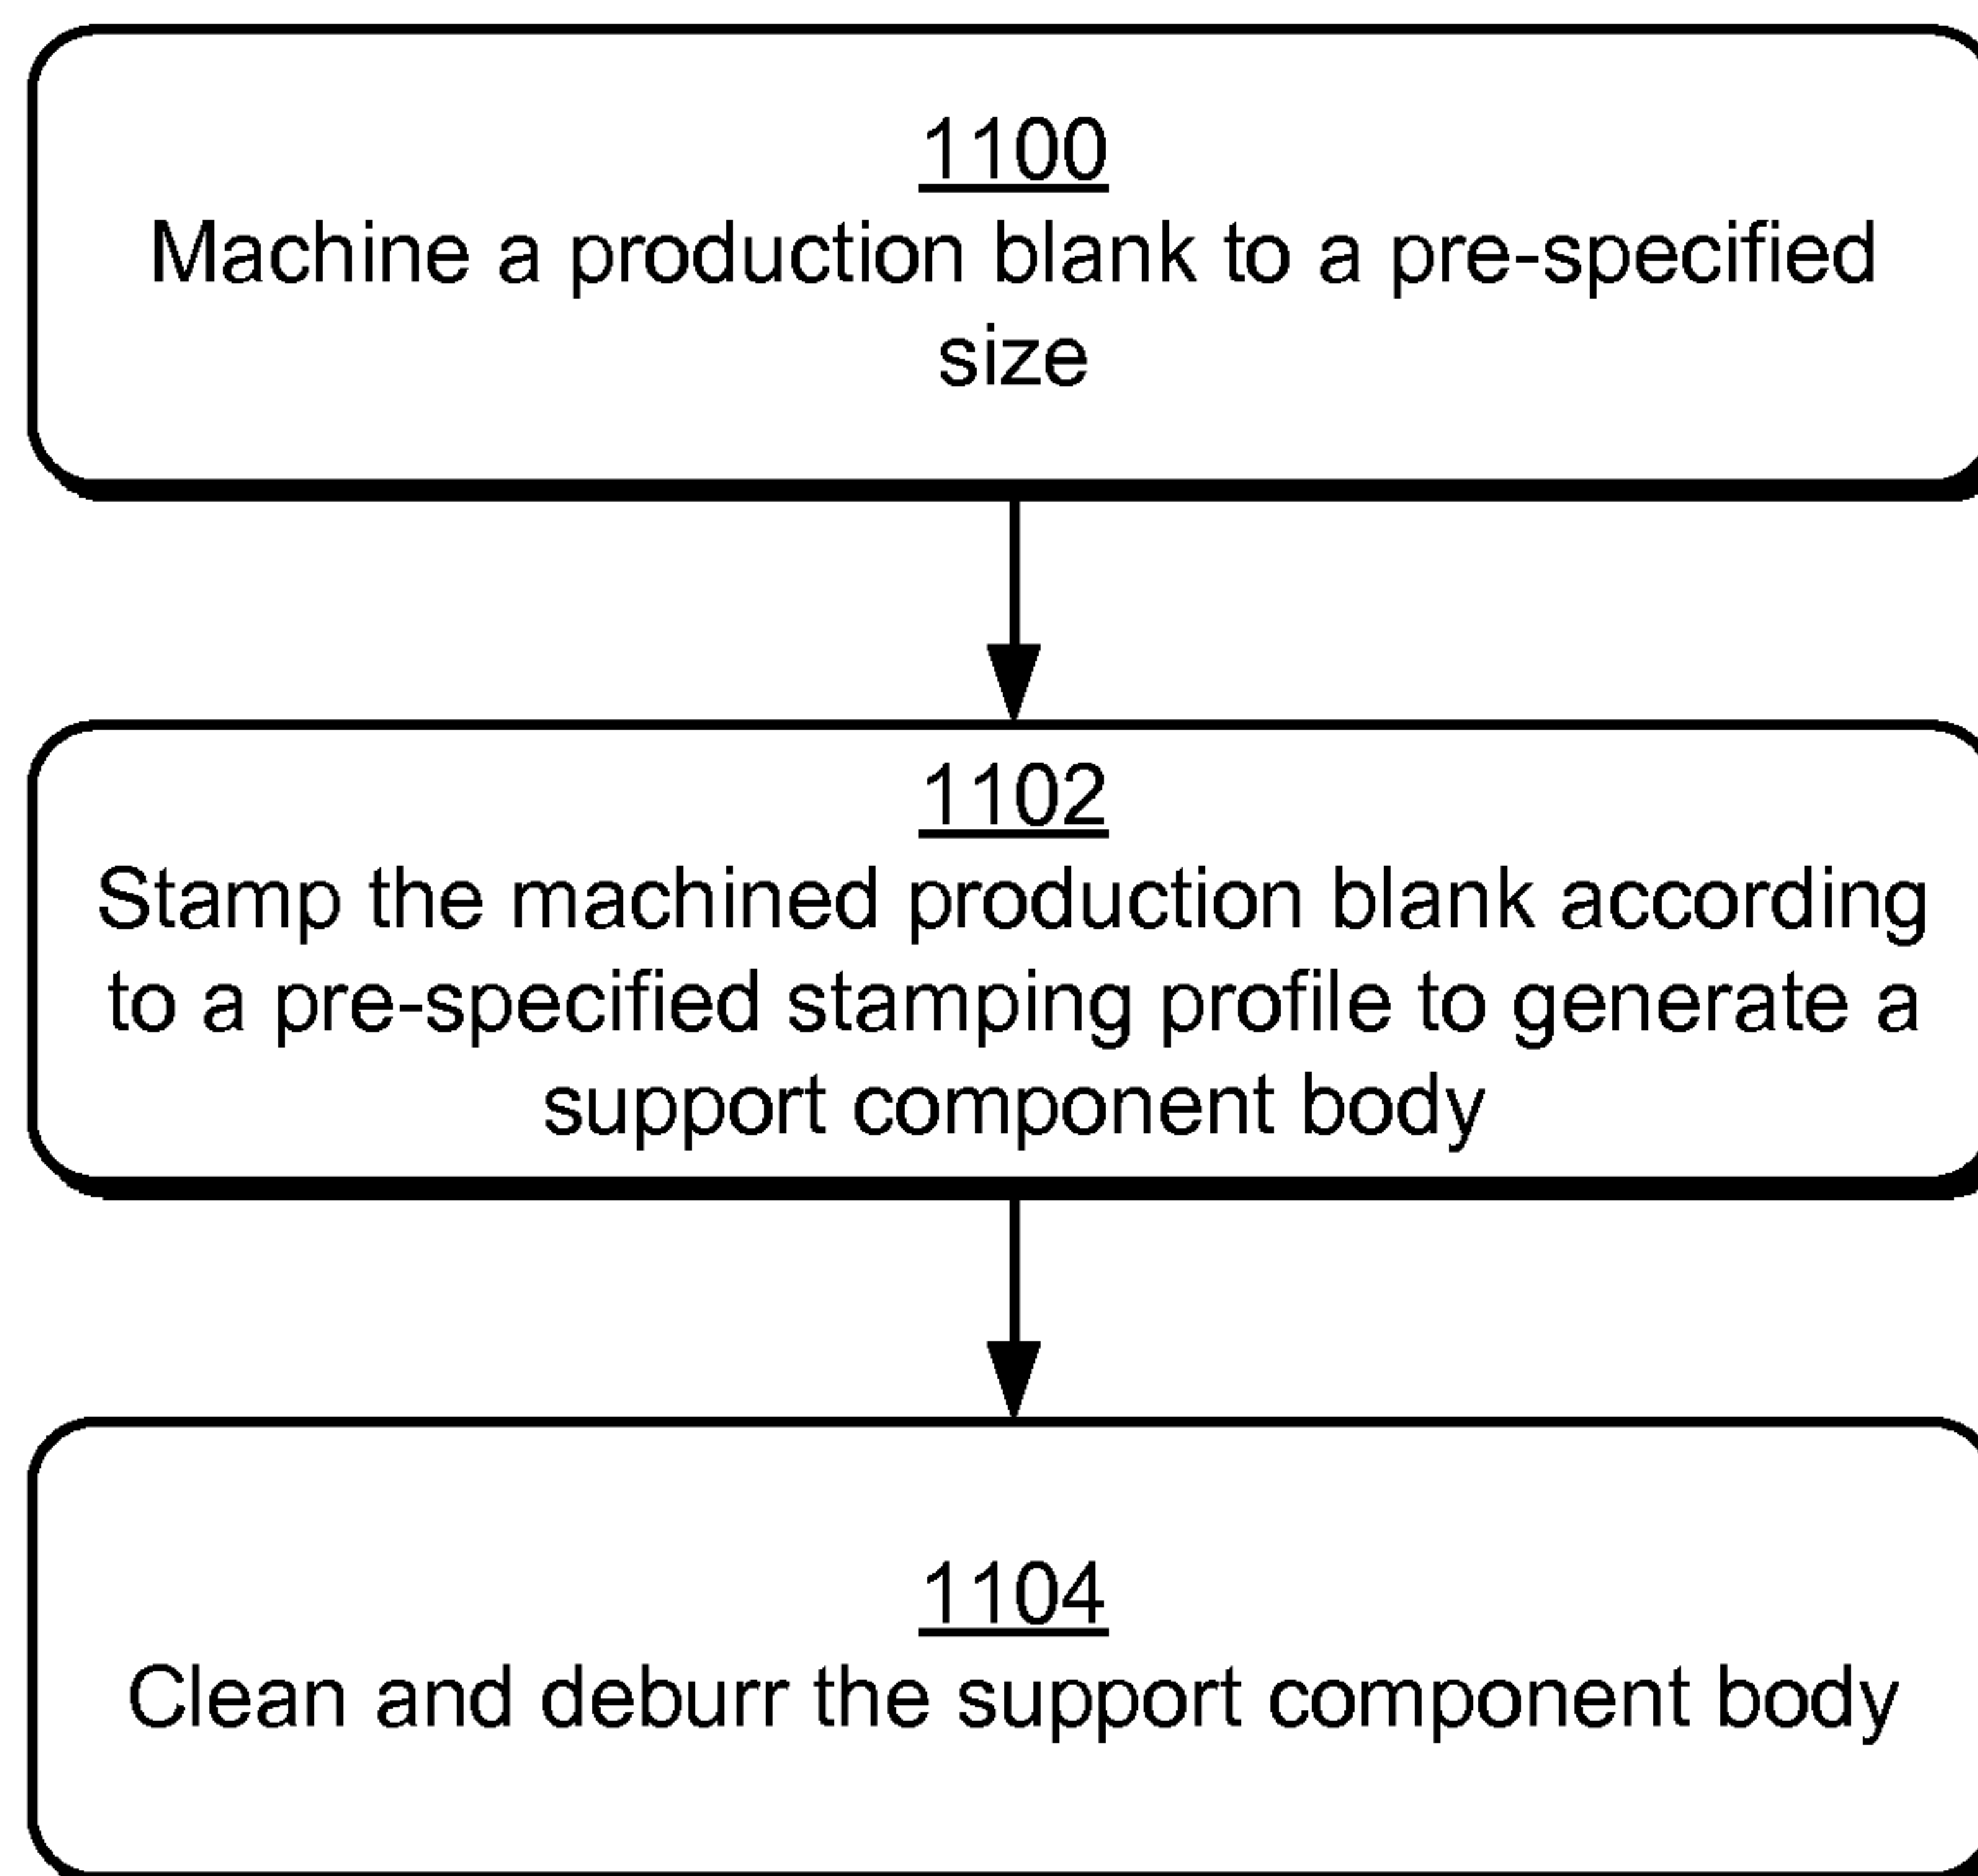 1100
Machine a production blank to a pre-specified
size
1102
Stamp the machined production blank according
to a pre-specified stamping profile to generate a
support component body
1104
Clean and deburr the support component body